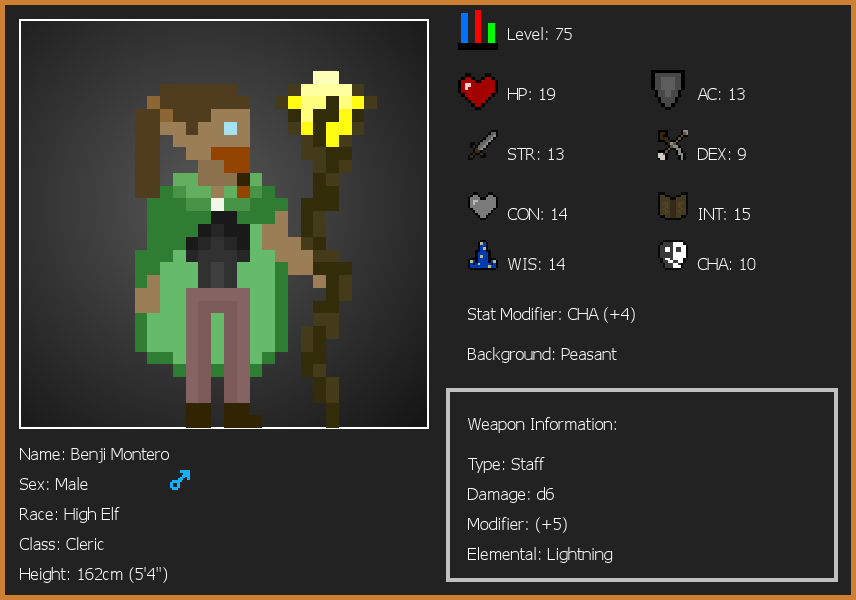 Level: 75
HP: 19
AC: 13
STR: 13
DEX: 9
CON: 14
INT: 15
WIS: 14
CHA: 10
Stat Modifier: CHA (+4)
Background: Peasant
Weapon Information:
Type: Staff
Damage: d6
Modifier: (+5)
Elemental: Lightning
Name: Benji Montero
Sex: Male
Race: High Elf
Class: Cleric
Height: 162cm (5'4")